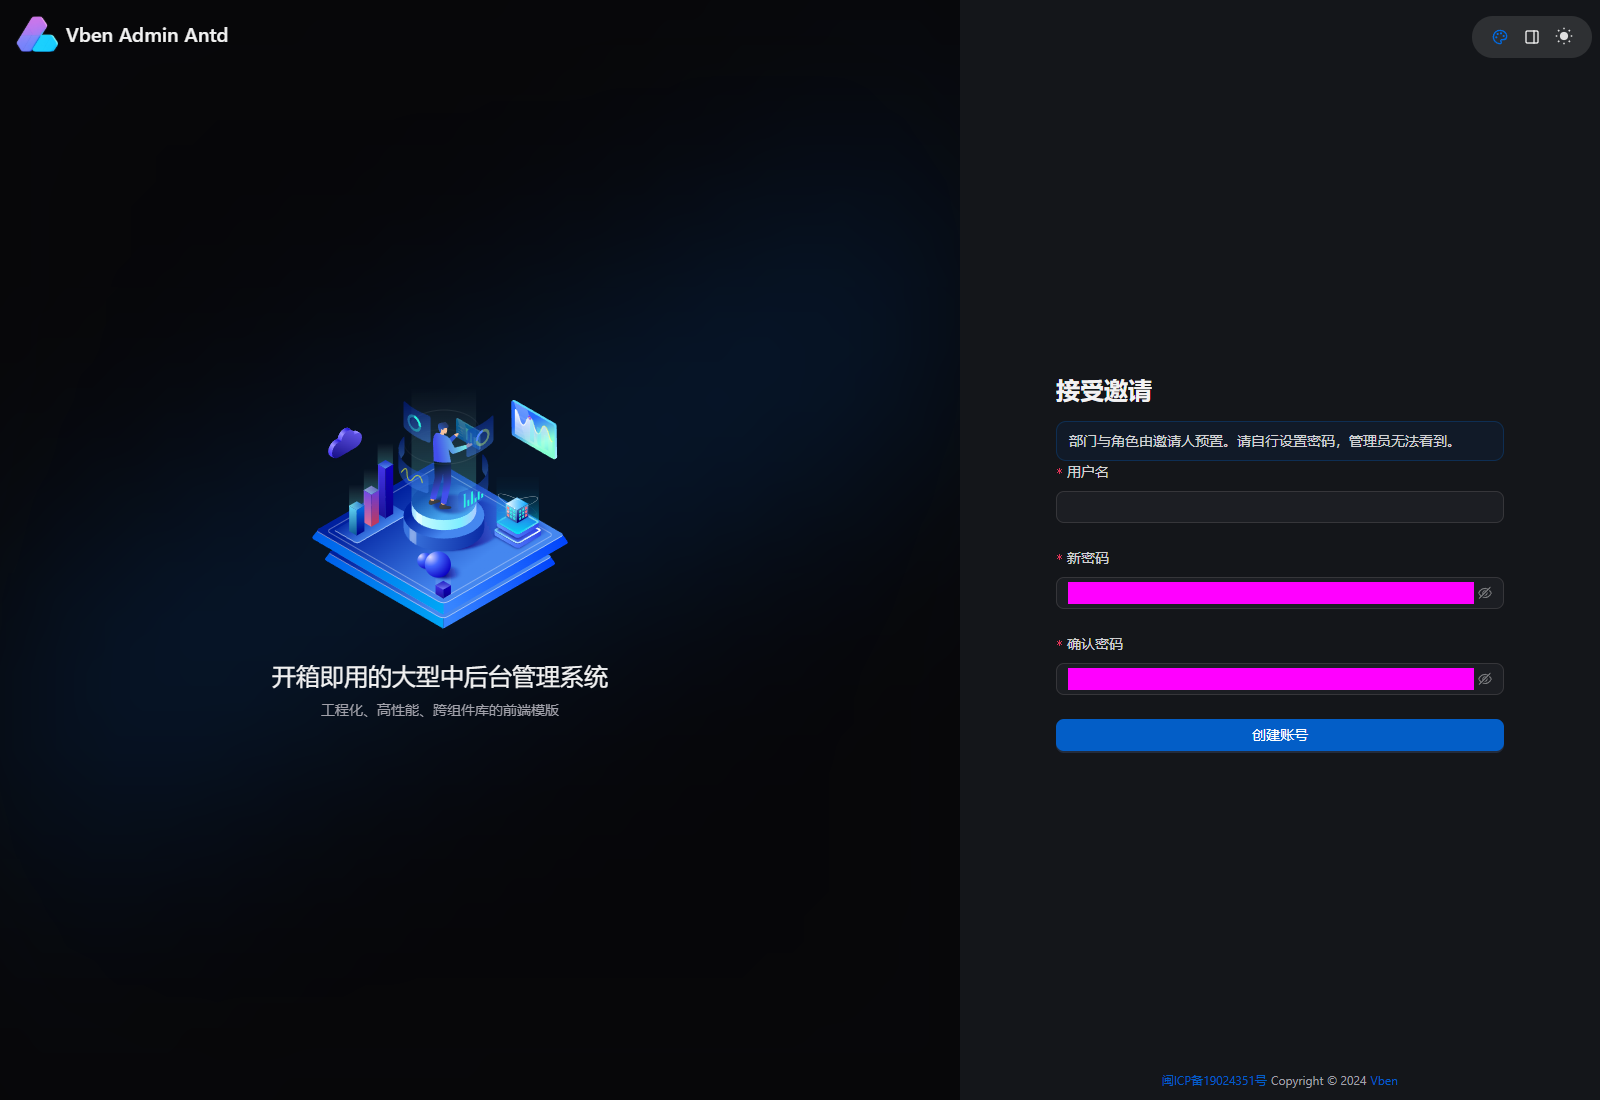 Vben Admin Antd
开箱即用的大型中后台管理系统
工程化、高性能、跨组件库的前端模版
接受邀请
部门与角色由邀请人预置。请自行设置密码，管理员无法看到。
* 用户名
* 新密码
* 确认密码
创建账号
闽ICP备19024351号 Copyright © 2024 Vben